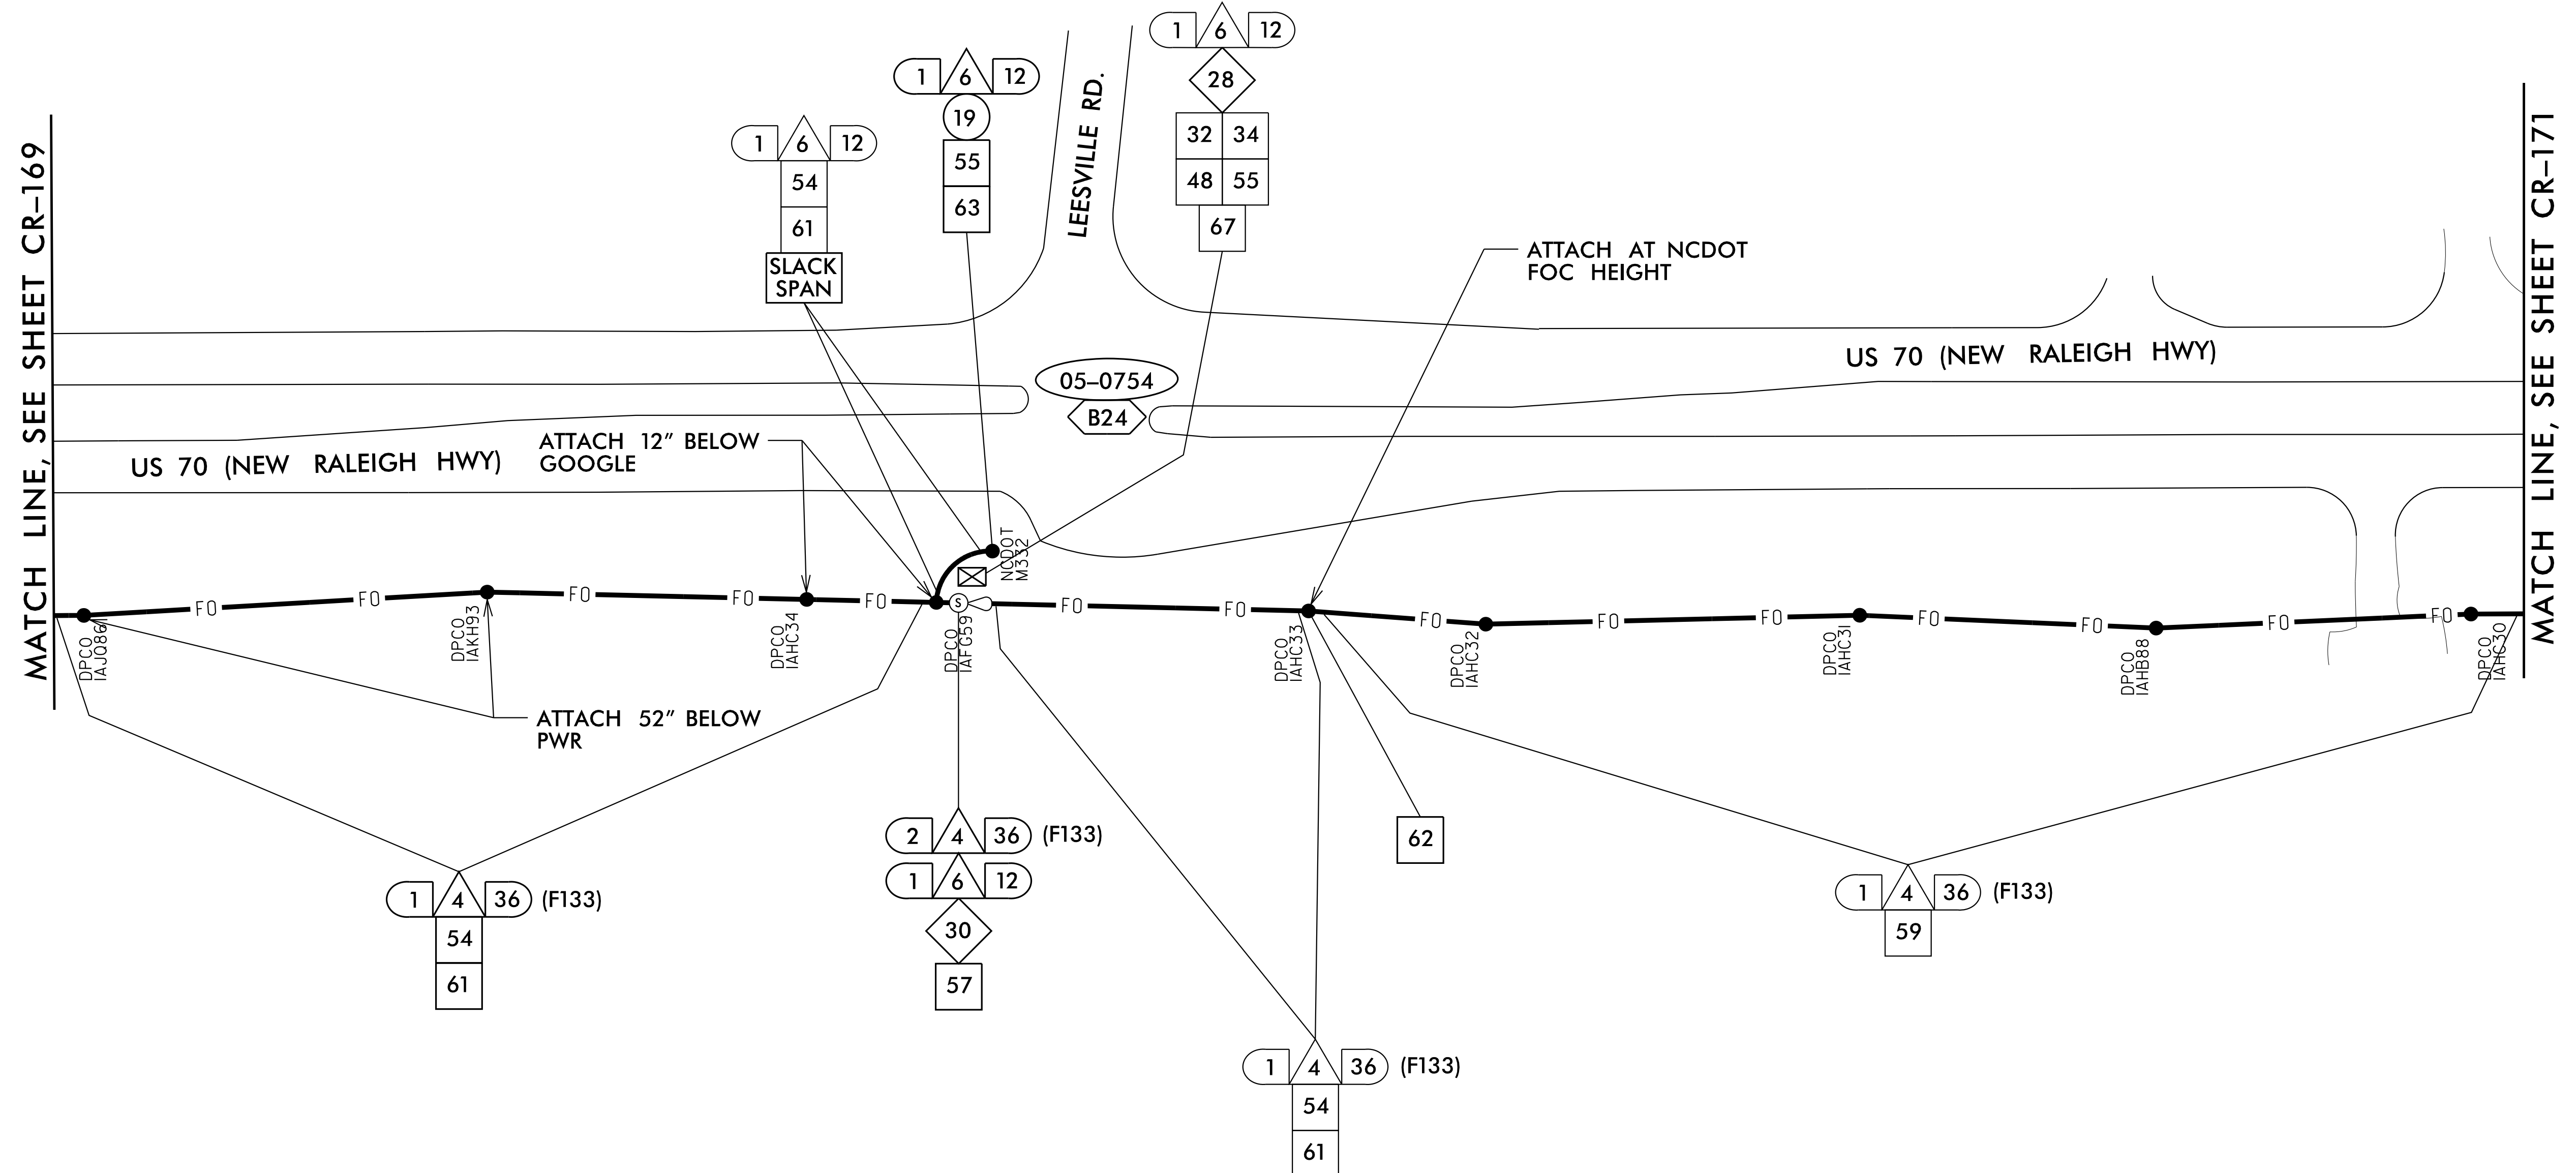 1 6 12
28
32 34
48 55
67
1 6 12
19
55
63
1 6 12
54
61
SLACK
SPAN
LEESVILLE RD.
ATTACH AT NCDOT
FOC HEIGHT
MATCH LINE, SEE SHEET CR-169
MATCH LINE, SEE SHEET CR-171
US 70 (NEW RALEIGH HWY)
05-0754
B24
US 70 (NEW RALEIGH HWY)
ATTACH 12" BELOW
GOOGLE
NCDOT
M332
FO FO FO FO FO S FO FO FO FO FO FO FO FO FO
DPCO
IAJQ86
DPCO
IAKH93
DPCO
IAHC34
DPCO
IAFG59
DPCO
IAHC33
DPCO
IAHC32
DPCO
IAHC31
DPCO
IAHB88
DPCO
IAHC30
ATTACH 52" BELOW
PWR
1 4 36 (F133)
54
61
2 4 36 (F133)
1 6 12
30
57
62
1 4 36 (F133)
59
1 4 36 (F133)
54
61